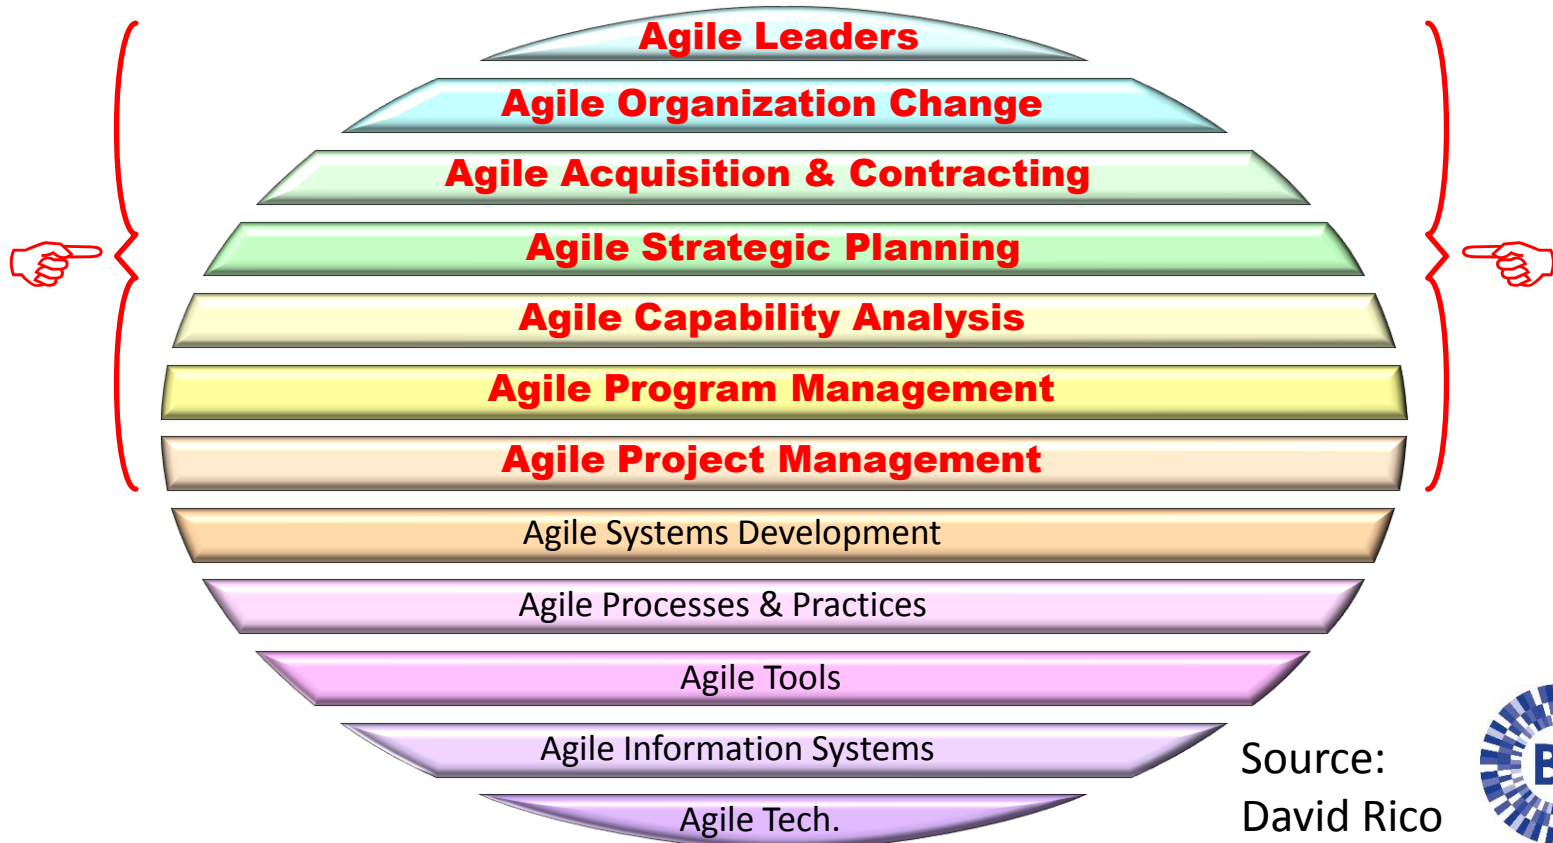 Agile Leaders
Agile Organization Change
Agile Acquisition & Contracting
Agile Strategic Planning
Agile Capability Analysis
Agile Program Management
Agile Project Management
Agile Systems Development
Agile Processes & Practices
Agile Tools
Agile Information Systems
Agile Tech.
Source:
David Rico